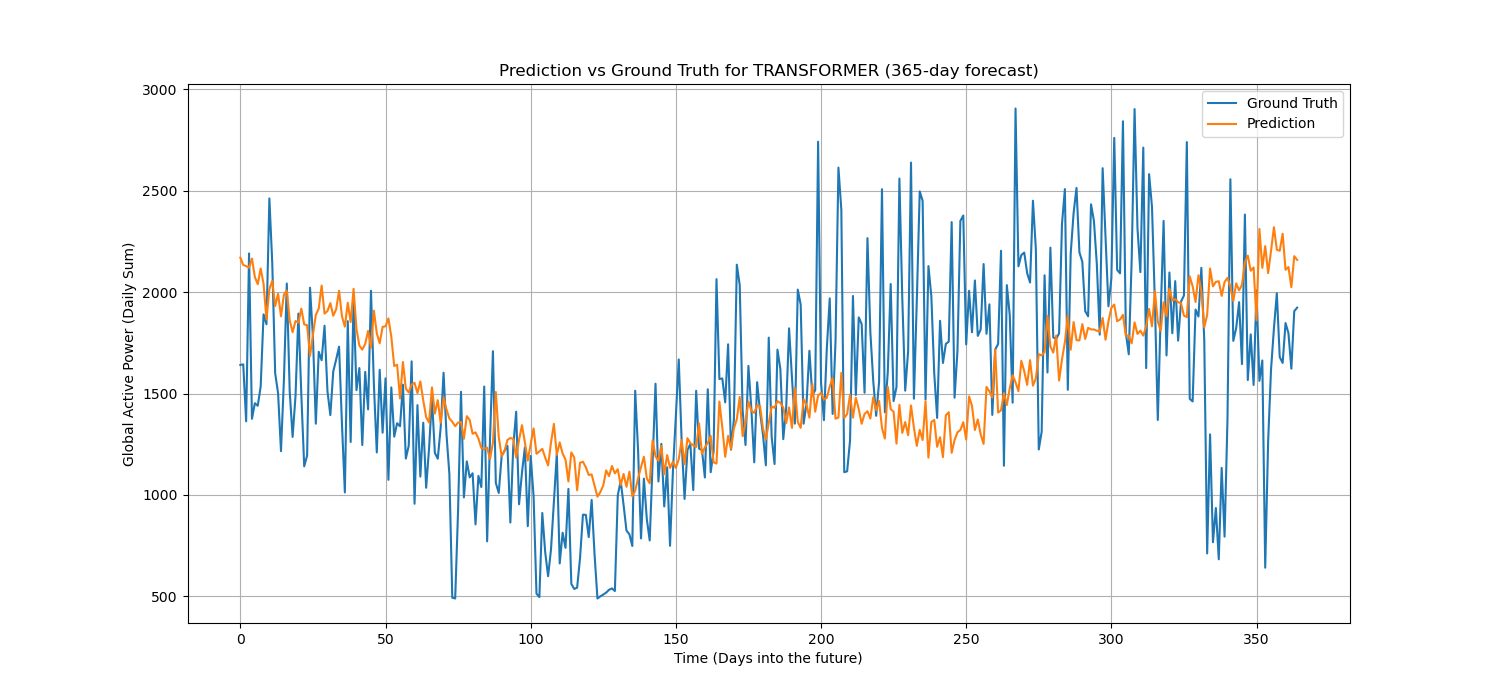 Prediction vs Ground Truth for TRANSFORMER (365-day forecast)
Ground Truth
Prediction
Global Active Power (Daily Sum)
3000
2500
2000
1500
1000
500
0 50 100 150 200 250 300 350
Time (Days into the future)